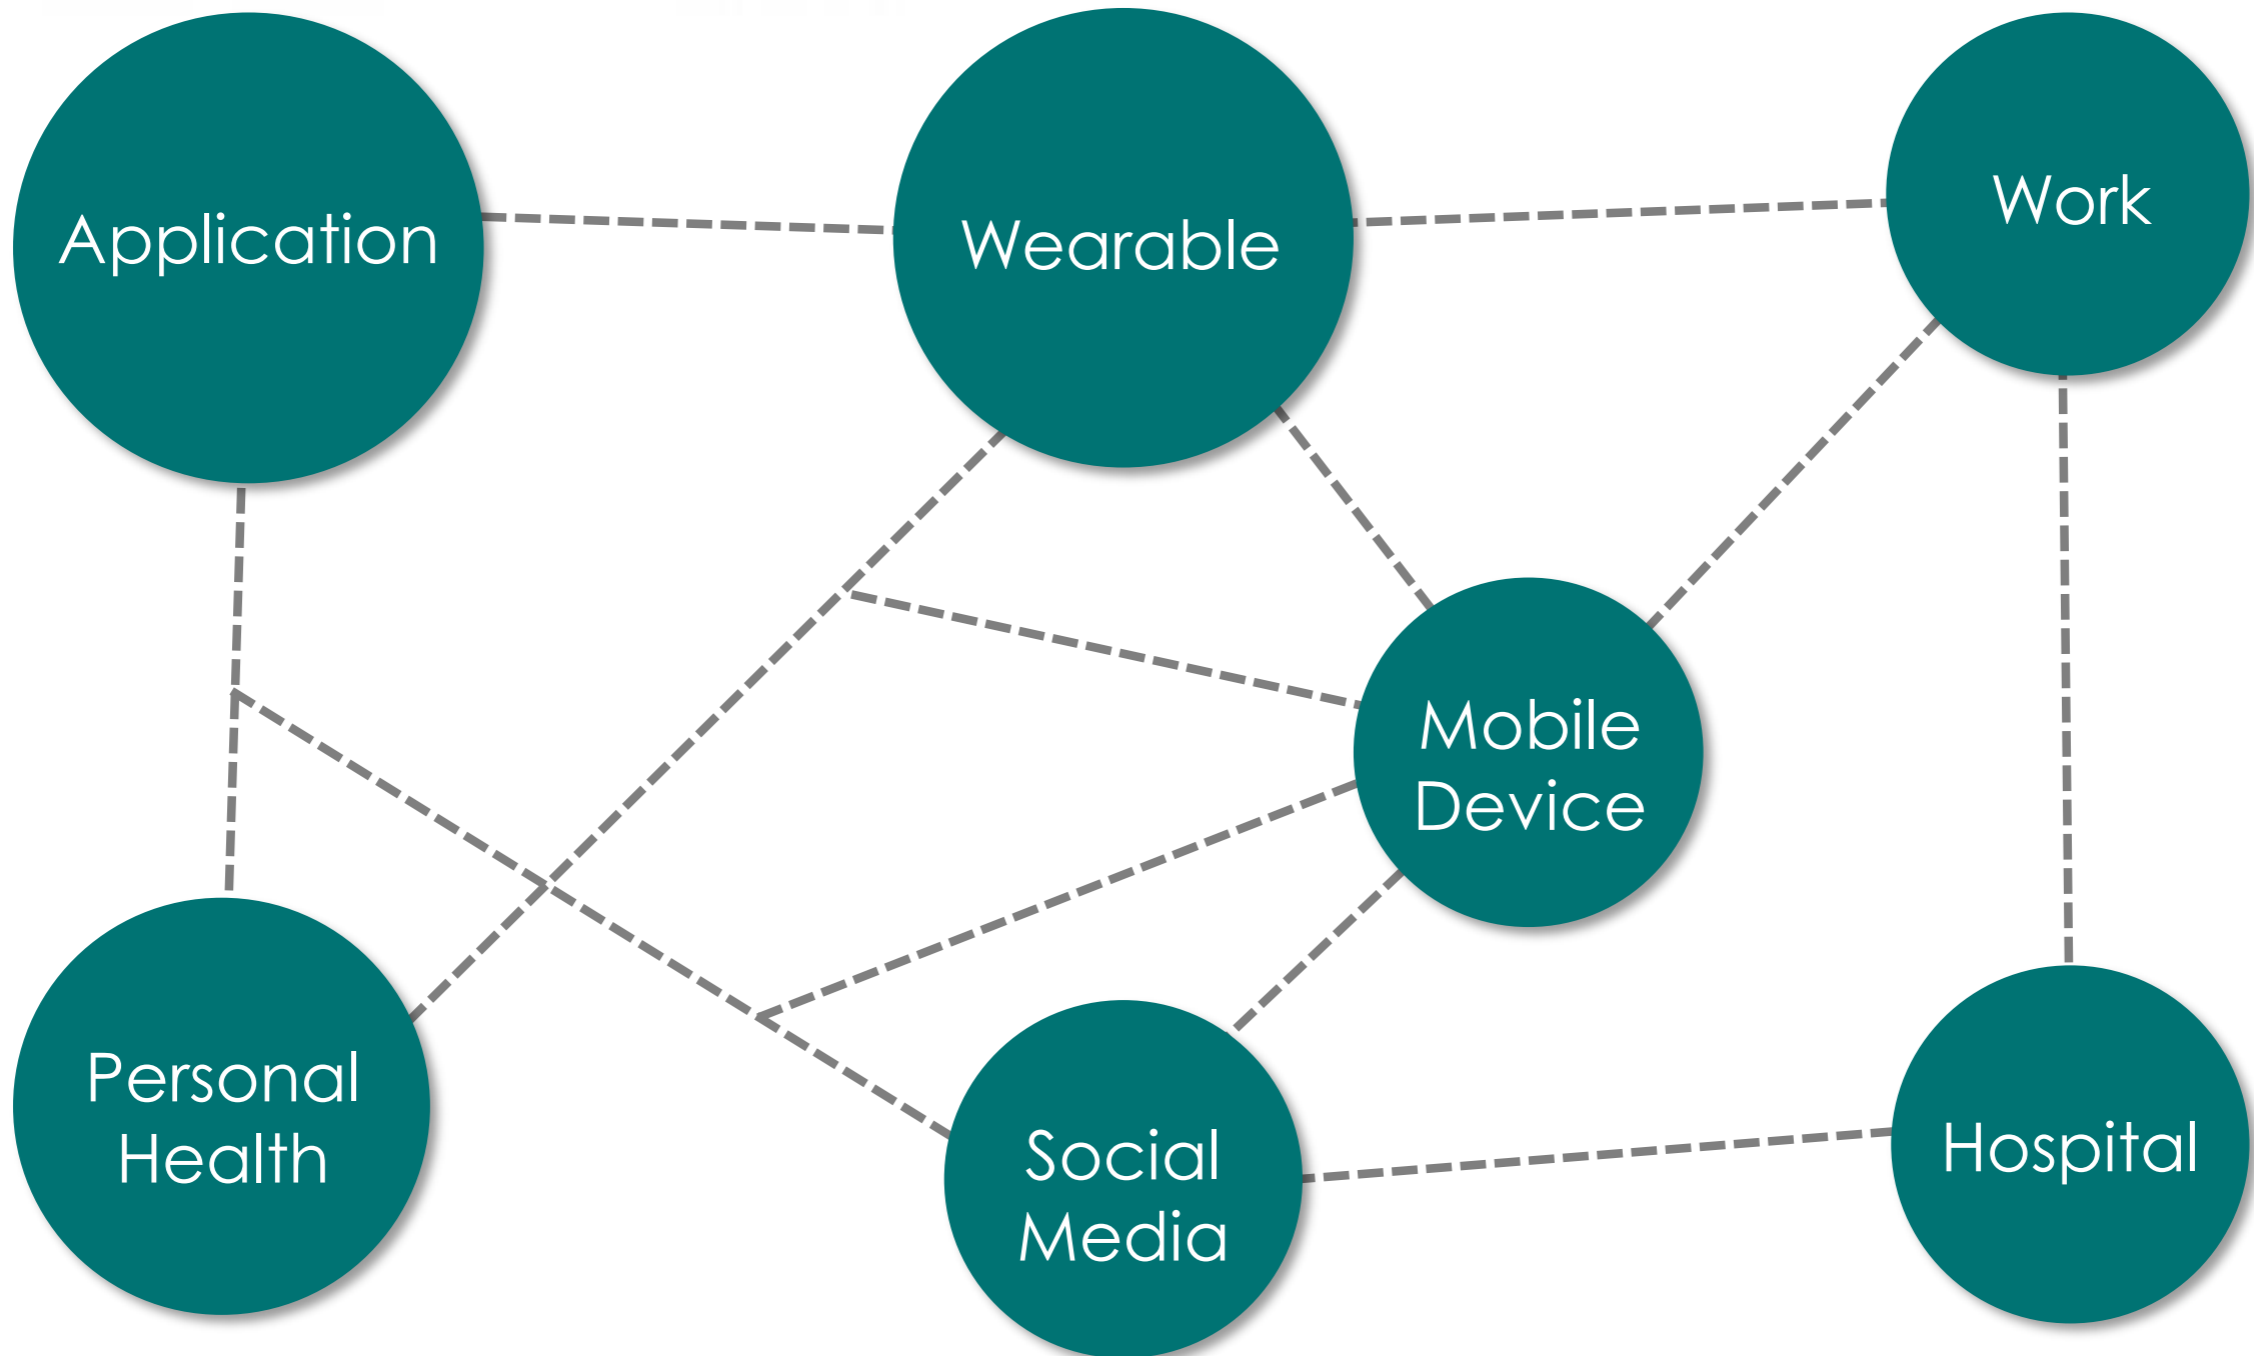 Application
Wearable
Work
Mobile
Device
Personal
Health
Social
Media
Hospital